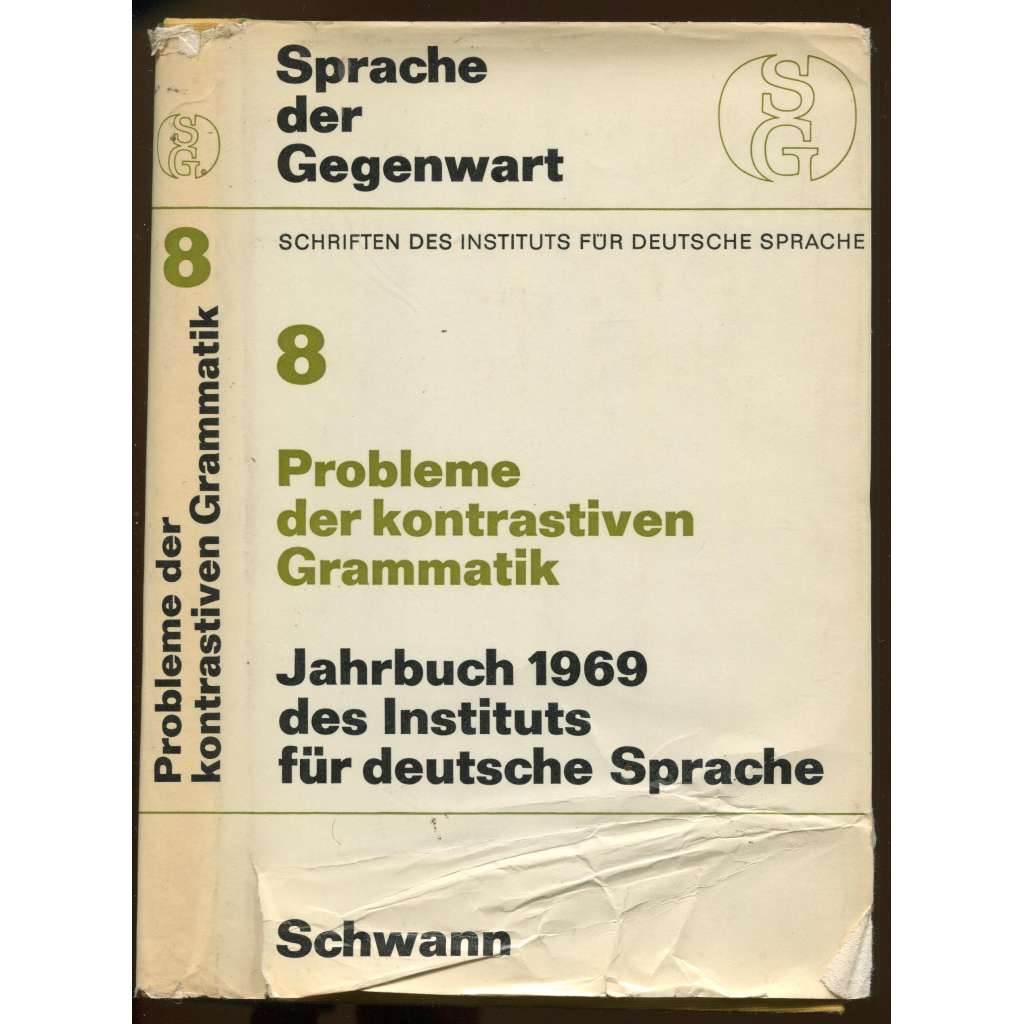 Sprache
der
Gegenwart
SG
SCHRIFTEN DES INSTITUTS FÜR DEUTSCHE SPRACHE
8
Probleme
der kontrastiven
Grammatik
Jahrbuch 1969
des Instituts
für deutsche Sprache
Schwann
SG
8
Probleme der
kontrastiven Grammatik